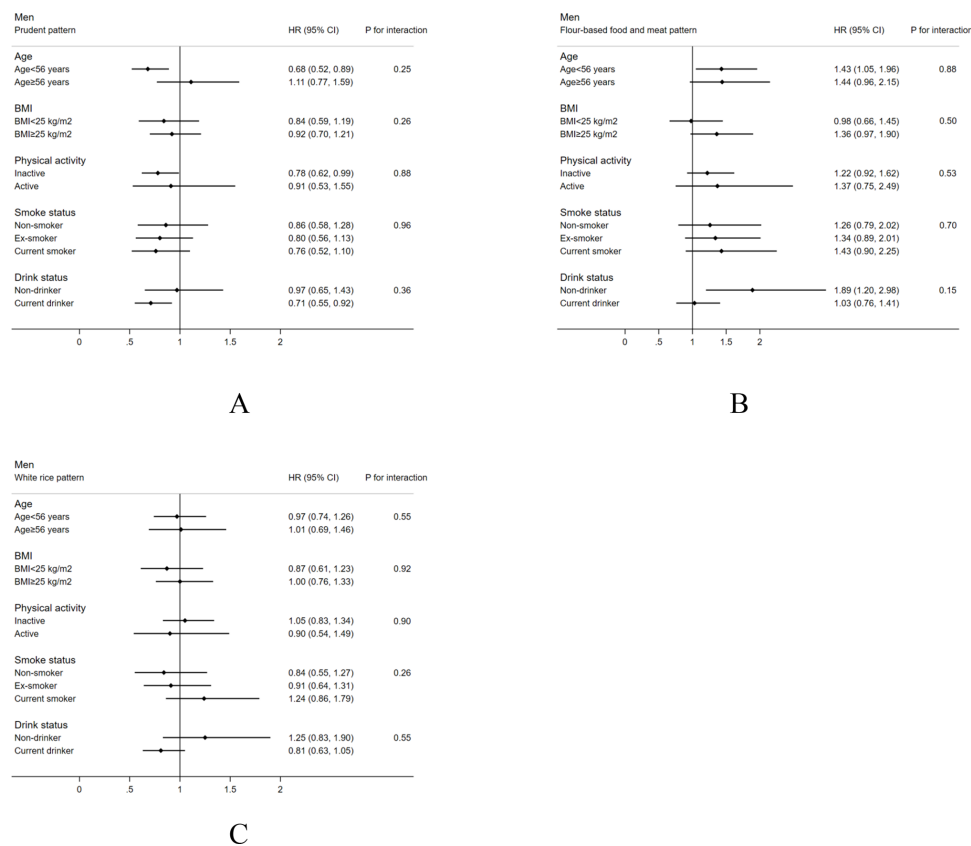 Men
Prudent pattern HR (95% CI) P for interaction
Age
Age<56 years 0.68 (0.52, 0.89) 0.25
Age≥56 years 1.11 (0.77, 1.59)
BMI
BMI<25 kg/m2 0.84 (0.59, 1.19) 0.26
BMI≥25 kg/m2 0.92 (0.70, 1.21)
Physical activity
Inactive 0.78 (0.62, 0.99) 0.88
Active 0.91 (0.53, 1.55)
Smoke status
Non-smoker 0.86 (0.58, 1.28) 0.96
Ex-smoker 0.80 (0.56, 1.13)
Current smoker 0.76 (0.52, 1.10)
Drink status
Non-drinker 0.97 (0.65, 1.43) 0.36
Current drinker 0.71 (0.55, 0.92)
0 .5 1 1.5 2
A
Men
Flour-based food and meat pattern HR (95% CI) P for interaction
Age
Age<56 years 1.43 (1.05, 1.96) 0.88
Age≥56 years 1.44 (0.96, 2.15)
BMI
BMI<25 kg/m2 0.98 (0.66, 1.45) 0.50
BMI≥25 kg/m2 1.36 (0.97, 1.90)
Physical activity
Inactive 1.22 (0.92, 1.62) 0.53
Active 1.37 (0.75, 2.49)
Smoke status
Non-smoker 1.26 (0.79, 2.02) 0.70
Ex-smoker 1.34 (0.89, 2.01)
Current smoker 1.43 (0.90, 2.25)
Drink status
Non-drinker 1.89 (1.20, 2.98) 0.15
Current drinker 1.03 (0.76, 1.41)
0 .5 1 1.5 2
B
Men
White rice pattern HR (95% CI) P for interaction
Age
Age<56 years 0.97 (0.74, 1.26) 0.55
Age≥56 years 1.01 (0.69, 1.46)
BMI
BMI<25 kg/m2 0.87 (0.61, 1.23) 0.92
BMI≥25 kg/m2 1.00 (0.76, 1.33)
Physical activity
Inactive 1.05 (0.83, 1.34) 0.90
Active 0.90 (0.54, 1.49)
Smoke status
Non-smoker 0.84 (0.55, 1.27) 0.26
Ex-smoker 0.91 (0.64, 1.31)
Current smoker 1.24 (0.86, 1.79)
Drink status
Non-drinker 1.25 (0.83, 1.90) 0.55
Current drinker 0.81 (0.63, 1.05)
0 .5 1 1.5 2
C